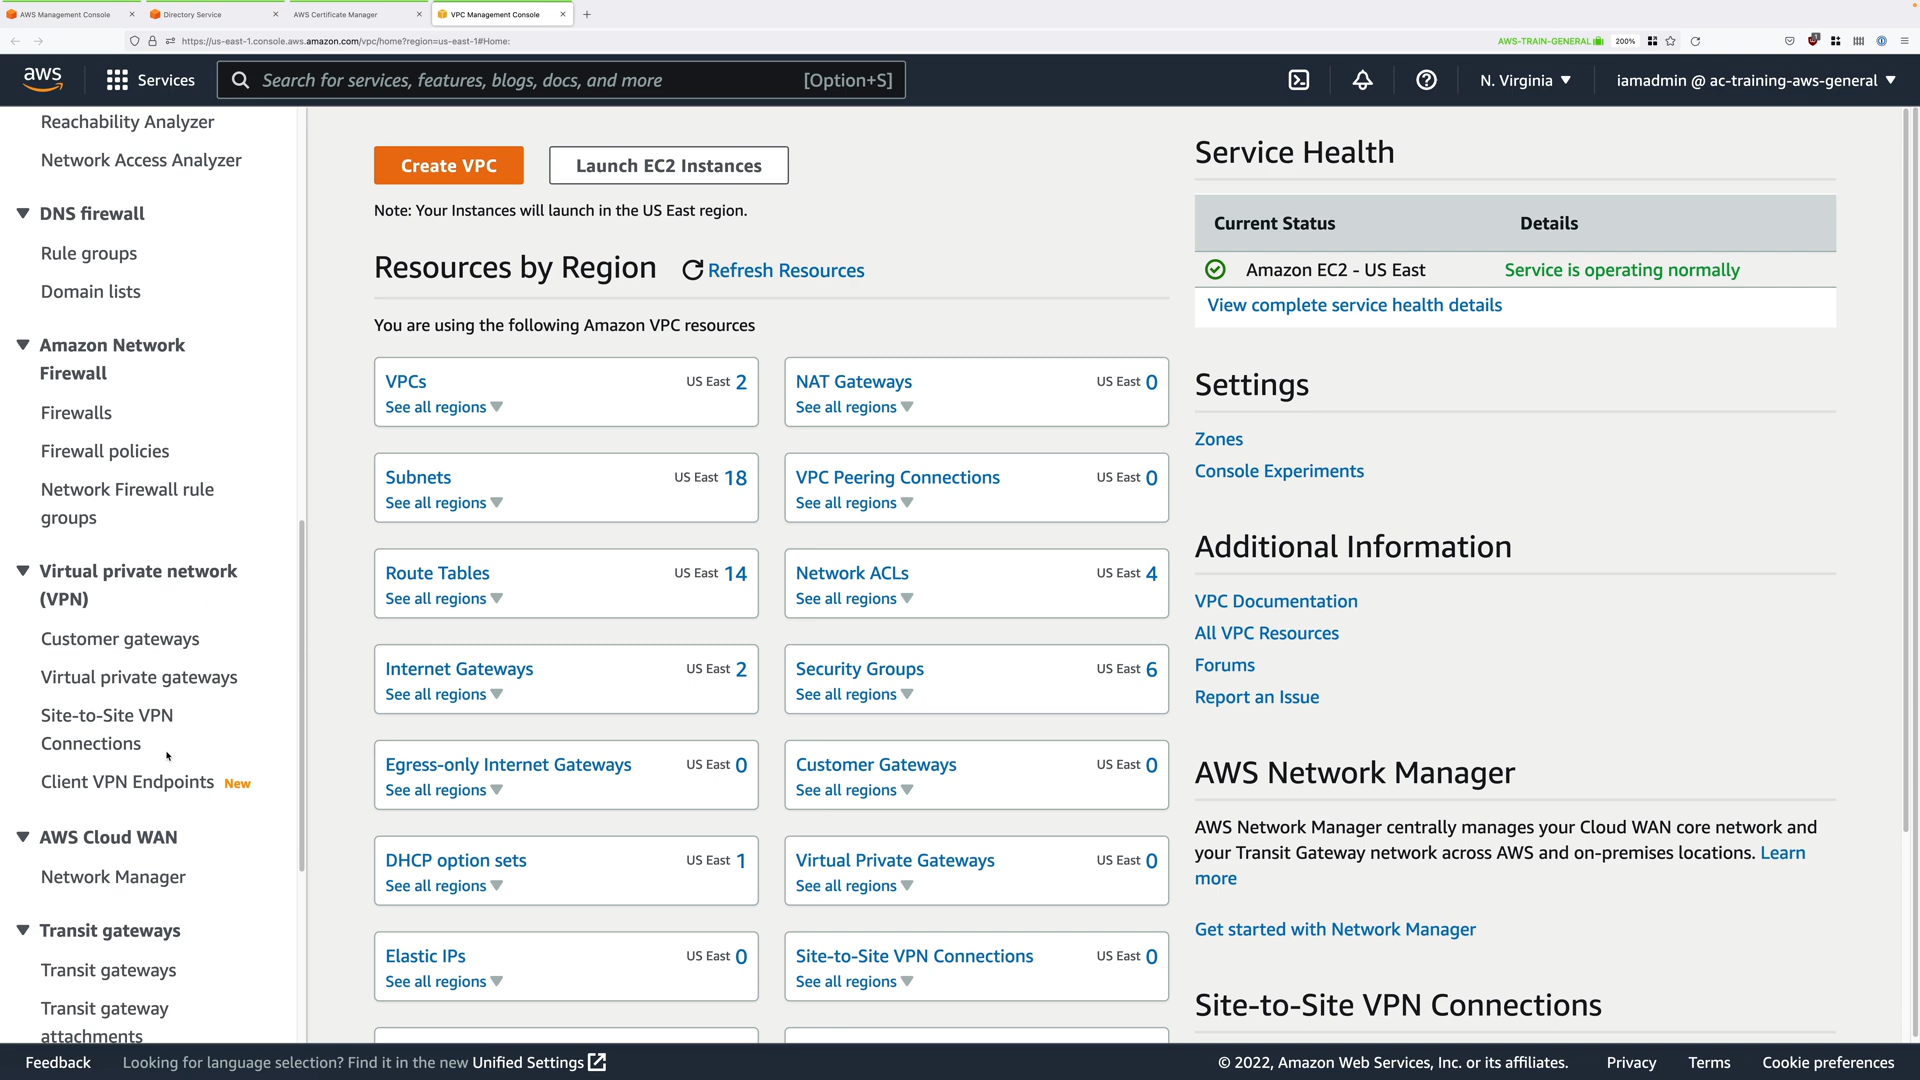 AWS Management Console
Directory Service
AWS Certificate Manager
VPC Management Console
https://us-east-1.console.aws.amazon.com/vpc/home?region=us-east-1#Home:
AWS-TRAIN-GENERAL
200%
aws
Services
Search for services, features, blogs, docs, and more
[Option+S]
N. Virginia
iamadmin @ ac-training-aws-general
Reachability Analyzer
Network Access Analyzer
DNS firewall
Rule groups
Domain lists
Amazon Network
Firewall
Firewalls
Firewall policies
Network Firewall rule
groups
Virtual private network
(VPN)
Customer gateways
Virtual private gateways
Site-to-Site VPN
Connections
Client VPN Endpoints New
AWS Cloud WAN
Network Manager
Transit gateways
Transit gateways
Transit gateway
attachments
Create VPC
Launch EC2 Instances
Note: Your Instances will launch in the US East region.
Resources by Region
Refresh Resources
You are using the following Amazon VPC resources
VPCs US East 2
See all regions
NAT Gateways US East 0
See all regions
Subnets US East 18
See all regions
VPC Peering Connections US East 0
See all regions
Route Tables US East 14
See all regions
Network ACLs US East 4
See all regions
Internet Gateways US East 2
See all regions
Security Groups US East 6
See all regions
Egress-only Internet Gateways US East 0
See all regions
Customer Gateways US East 0
See all regions
DHCP option sets US East 1
See all regions
Virtual Private Gateways US East 0
See all regions
Elastic IPs US East 0
See all regions
Site-to-Site VPN Connections US East 0
See all regions
Service Health
Current Status Details
Amazon EC2 - US East Service is operating normally
View complete service health details
Settings
Zones
Console Experiments
Additional Information
VPC Documentation
All VPC Resources
Forums
Report an Issue
AWS Network Manager
AWS Network Manager centrally manages your Cloud WAN core network and
your Transit Gateway network across AWS and on-premises locations. Learn
more
Get started with Network Manager
Site-to-Site VPN Connections
Feedback
Looking for language selection? Find it in the new Unified Settings
© 2022, Amazon Web Services, Inc. or its affiliates.
Privacy
Terms
Cookie preferences